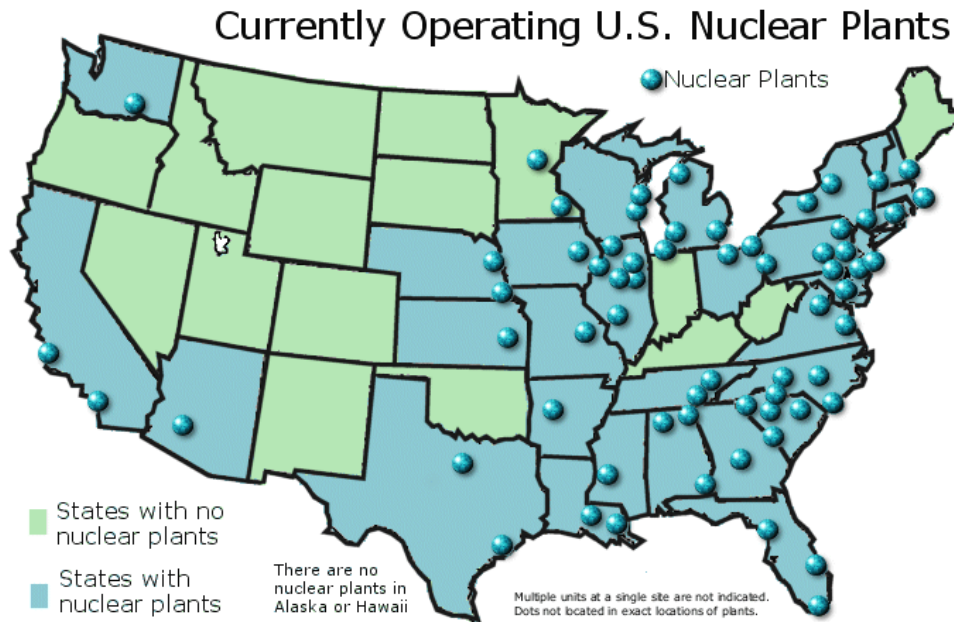 Currently Operating U.S. Nuclear Plants
Nuclear Plants
States with no
nuclear plants
States with
nuclear plants
There are no
nuclear plants in
Alaska or Hawaii
Multiple units at a single site are not indicated.
Dots not located in exact locations of plants.